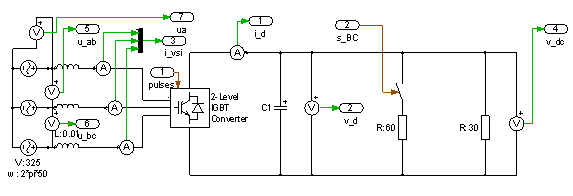 7
ua
5
u_ab
3
i_vsi
1
i_d
2
s_BC
4
v_dc
V
A
A
V
1
pulses
2-Level
IGBT
Converter
V
A
C1
V
2
v_d
R:60
R:30
V
V
6
u_bc
L:0.01
A
V:325
w : 2*pi*50